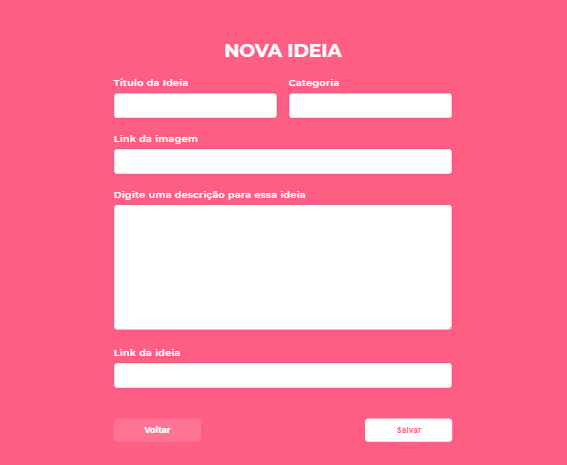 NOVA IDEIA
Título da Ideia
Categoria
Link da imagem
Digite uma descrição para essa ideia
Link da ideia
Voltar
Salvar